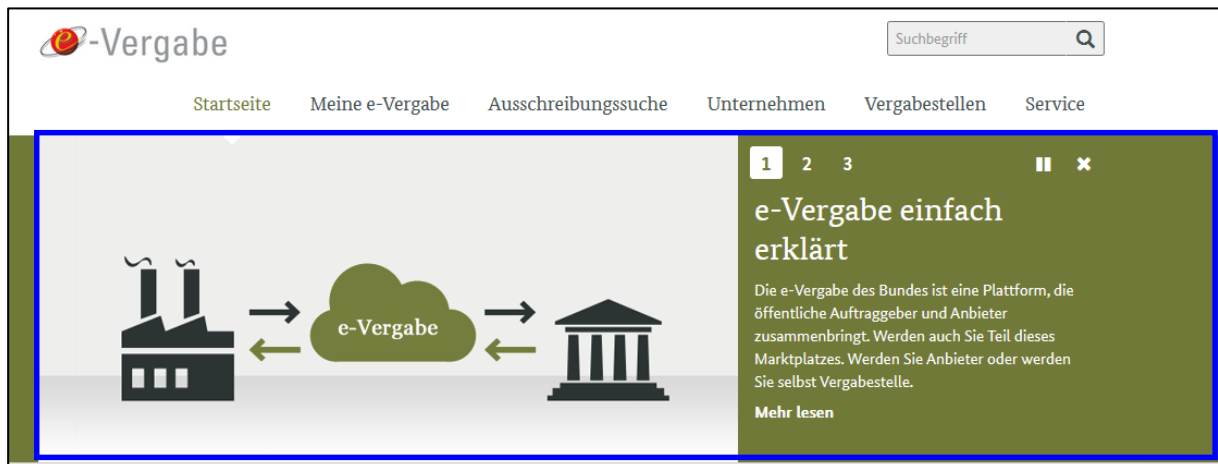 e-Vergabe
Suchbegriff
Startseite Meine e-Vergabe Ausschreibungssuche Unternehmen Vergabestellen Service
e-Vergabe
1 2 3
e-Vergabe einfach
erklärt
Die e-Vergabe des Bundes ist eine Plattform, die
öffentliche Auftraggeber und Anbieter
zusammenbringt. Werden auch Sie Teil dieses
Marktplatzes. Werden Sie Anbieter oder werden
Sie selbst Vergabestelle.
Mehr lesen